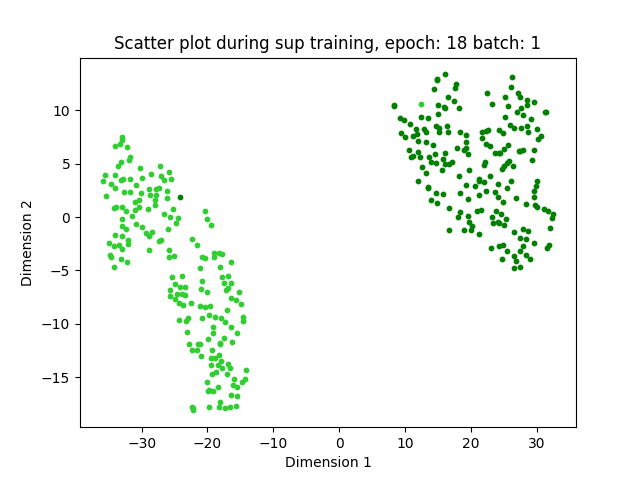 Scatter plot during sup training, epoch: 18 batch: 1
10
5
0
−5
−10
−15
Dimension 2
−30 −20 −10 0 10 20 30
Dimension 1